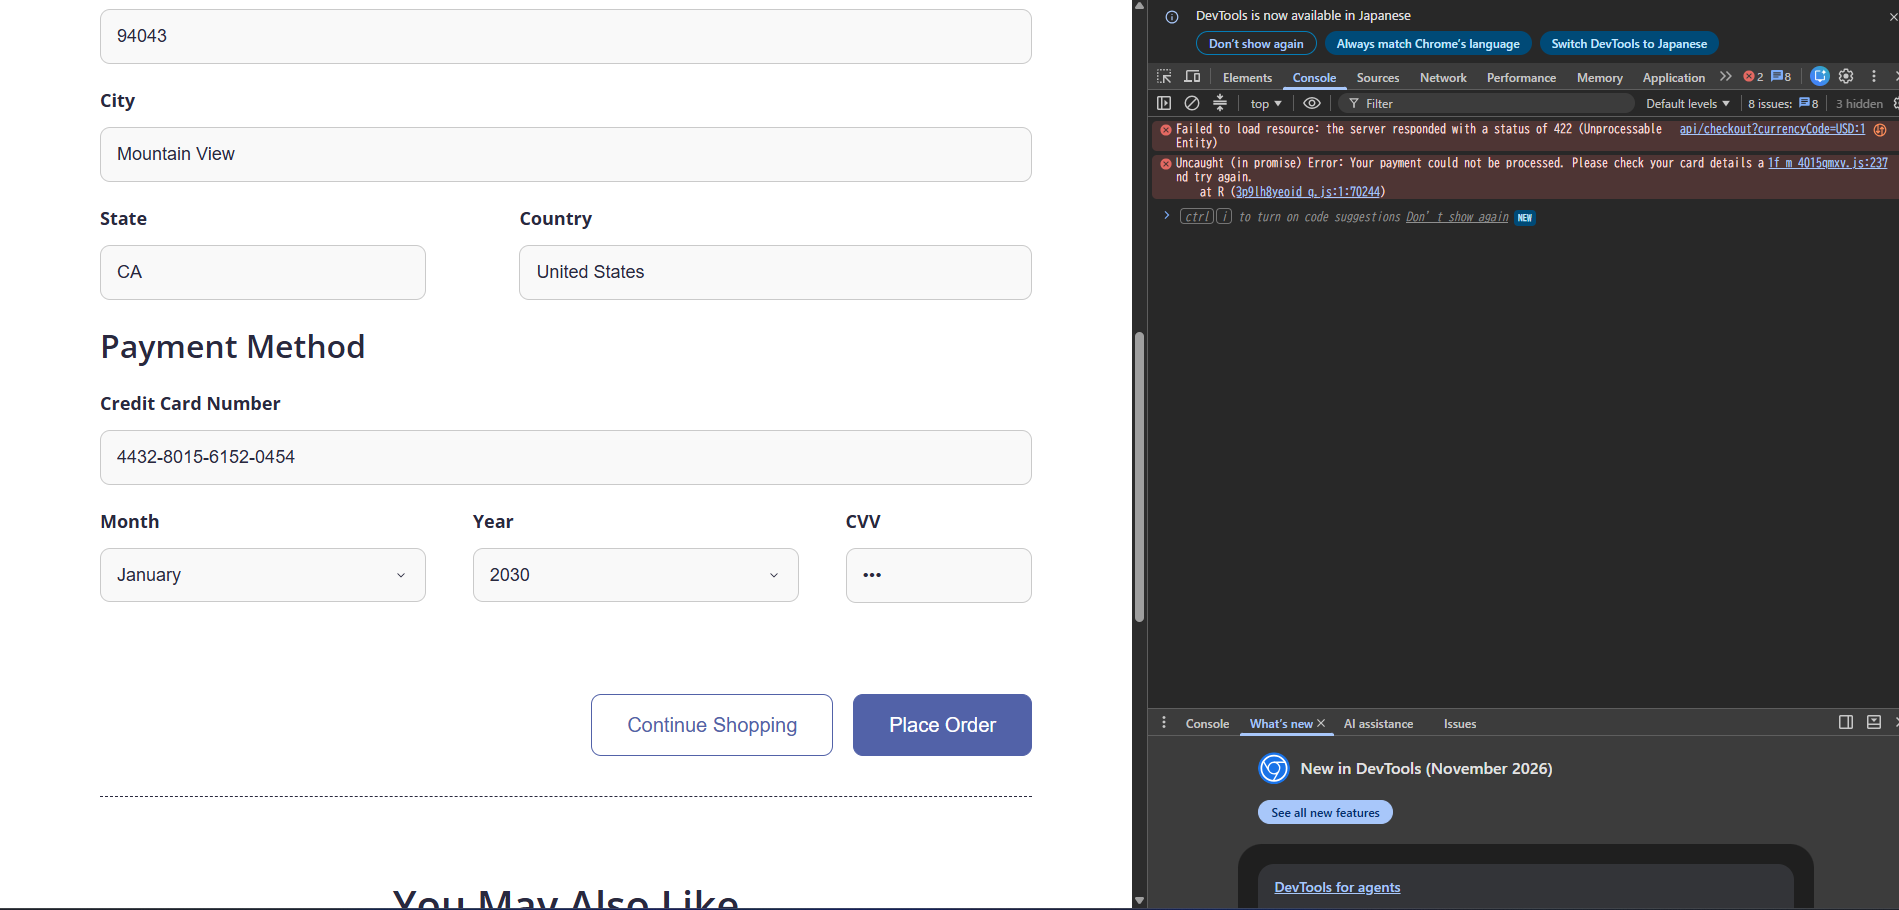 94043
City
Mountain View
State
Country
CA
United States
Payment Method
Credit Card Number
4432-8015-6152-0454
Month
Year
CVV
January
2030
•••
Continue Shopping
Place Order
You May Also Like
DevTools is now available in Japanese
Don't show again
Always match Chrome's language
Switch DevTools to Japanese
Elements
Console
Sources
Network
Performance
Memory
Application
2
8
top
Filter
Default levels
8 issues:
8
3 hidden
Failed to load resource: the server responded with a status of 422 (Unprocessable
api/checkout?currencyCode=USD:1
Entity)
Uncaught (in promise) Error: Your payment could not be processed. Please check your card details a
1f_m_4015qmxv.js:237
nd try again.
at R (3p9lh8yeoid_q.js:1:70244)
ctrl i to turn on code suggestions Don't show again NEW
Console
What's new
AI assistance
Issues
New in DevTools (November 2026)
See all new features
DevTools for agents